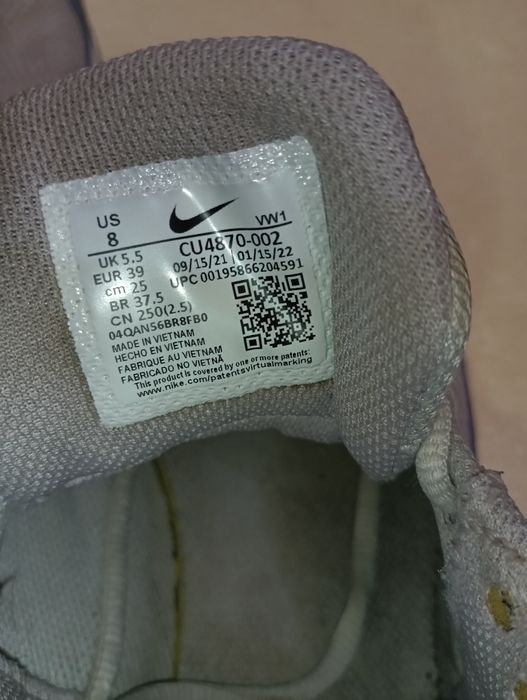 US
8
VW1
UK 5.5
CU4870-002
EUR 39
09/15/21 01/15/22
cm 25
UPC 00195866204591
BR 37.5
CN 250(2.5)
04QAN56BR8FB0
MADE IN VIETNAM
HECHO EN VIETNAM
FABRIQUE AU VIETNAM
FABRICADO NO VIETNÃ
This product is covered by one or more patents:
www.nike.com/patentsvirtualmarking